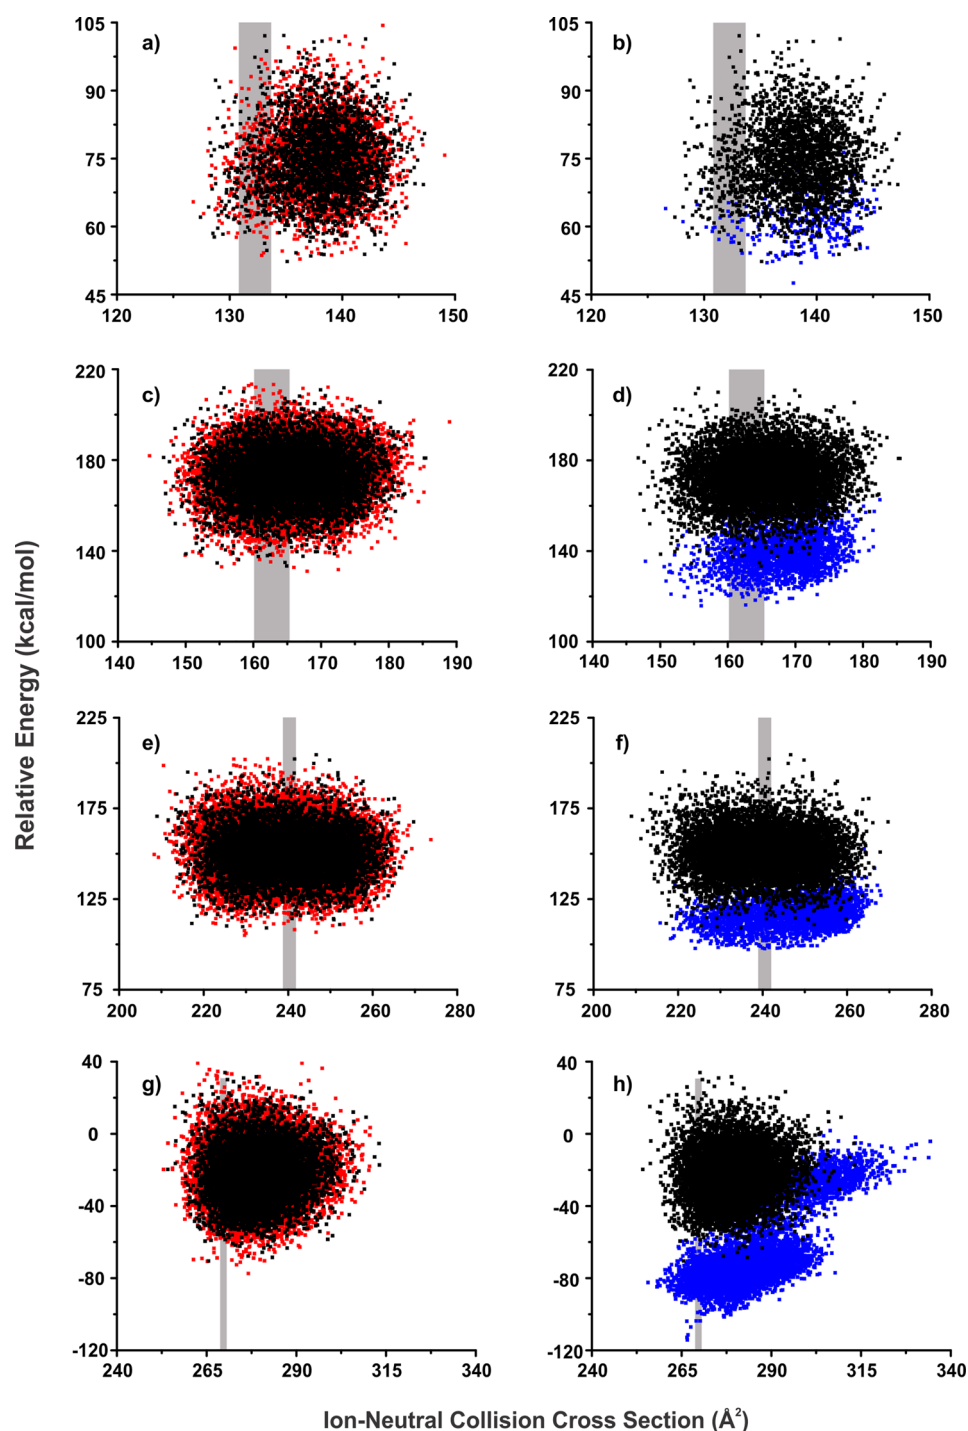 105
a)
90
75
60
45
120 130 140 150
105
b)
90
75
60
45
120 130 140 150
220
c)
180
140
100
140 150 160 170 180 190
220
d)
180
140
100
140 150 160 170 180 190
225
e)
175
125
75
200 220 240 260 280
225
f)
175
125
75
200 220 240 260 280
40
g)
0
-40
-80
-120
240 265 290 315 340
40
h)
0
-40
-80
-120
240 265 290 315 340
Relative Energy (kcal/mol)
Ion-Neutral Collision Cross Section (Å²)